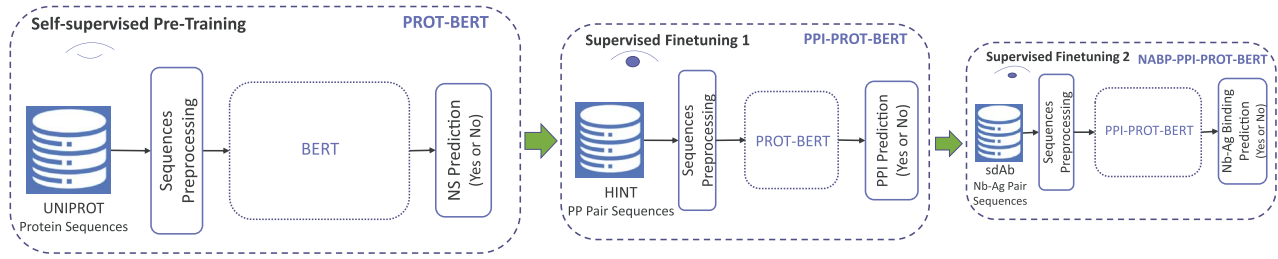 Self-supervised Pre-Training
PROT-BERT
UNIPROT
Protein Sequences
Sequences
Preprocessing
BERT
NS Prediction
(Yes or No)
Supervised Finetuning 1
PPI-PROT-BERT
HINT
PP Pair Sequences
Sequences
Preprocessing
PROT-BERT
PPI Prediction
(Yes or No)
Supervised Finetuning 2
NABP-PPI-PROT-BERT
sdAb
Nb-Ag Pair
Sequences
Sequences
Preprocessing
PPI-PROT-BERT
Nb-Ag Binding
Prediction
(Yes or No)